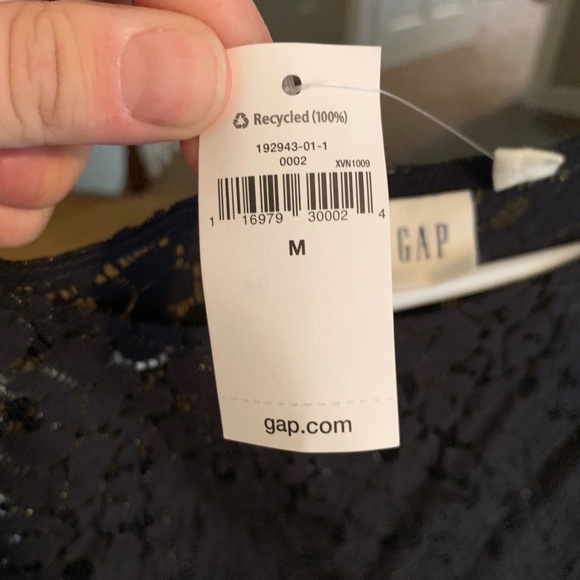 ♻ Recycled (100%)
192943-01-1
0002 XVN1009
1 16979 30002 4
M
GAP
gap.com